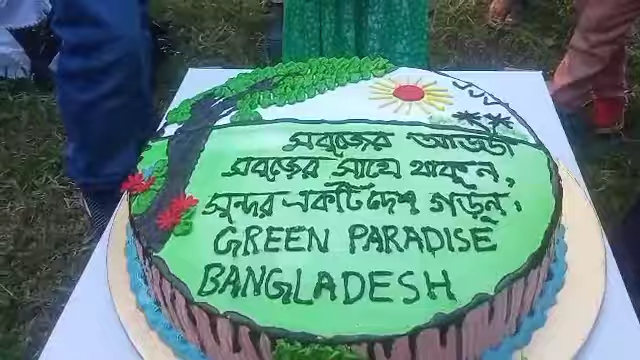 সবুজের আড্ডা
সবুজের সাথে থাকুন,
সুন্দর একটি দেশ গড়ুন।
GREEN PARADISE
BANGLADESH